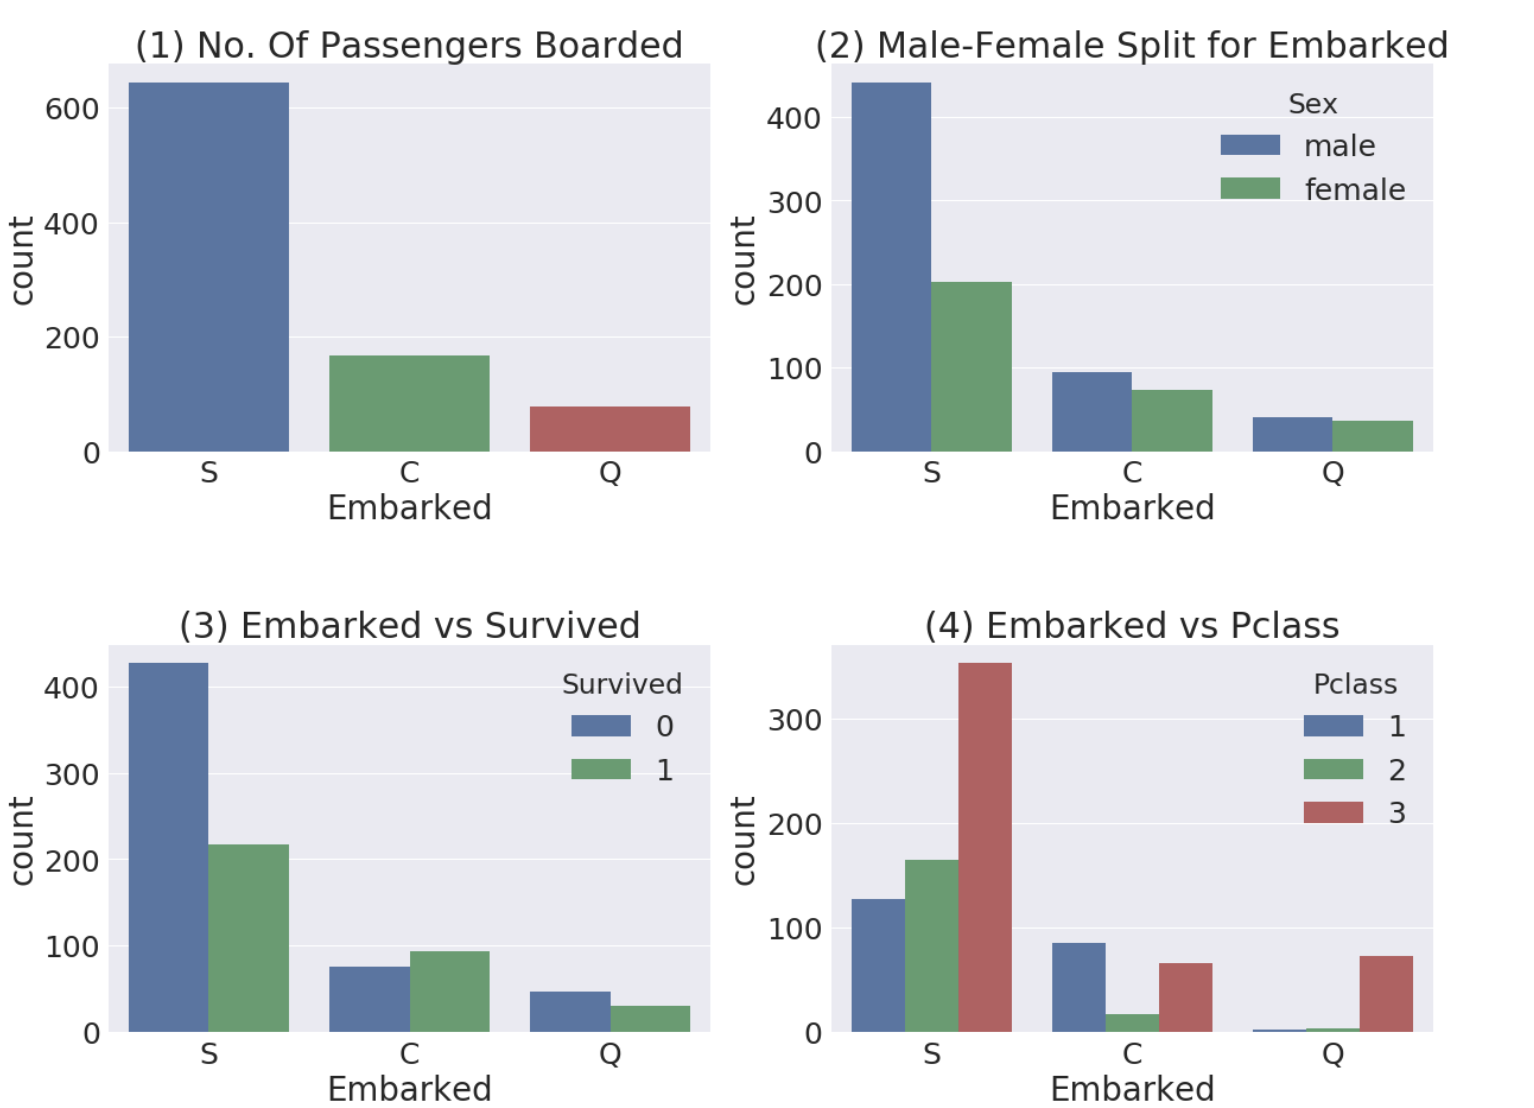 (1) No. Of Passengers Boarded
600
400
200
0
count
S C Q
Embarked
(2) Male-Female Split for Embarked
400
300
200
100
0
count
Sex
male
female
S C Q
Embarked
(3) Embarked vs Survived
400
300
200
100
0
count
Survived
0
1
S C Q
Embarked
(4) Embarked vs Pclass
300
200
100
0
count
Pclass
1
2
3
S C Q
Embarked